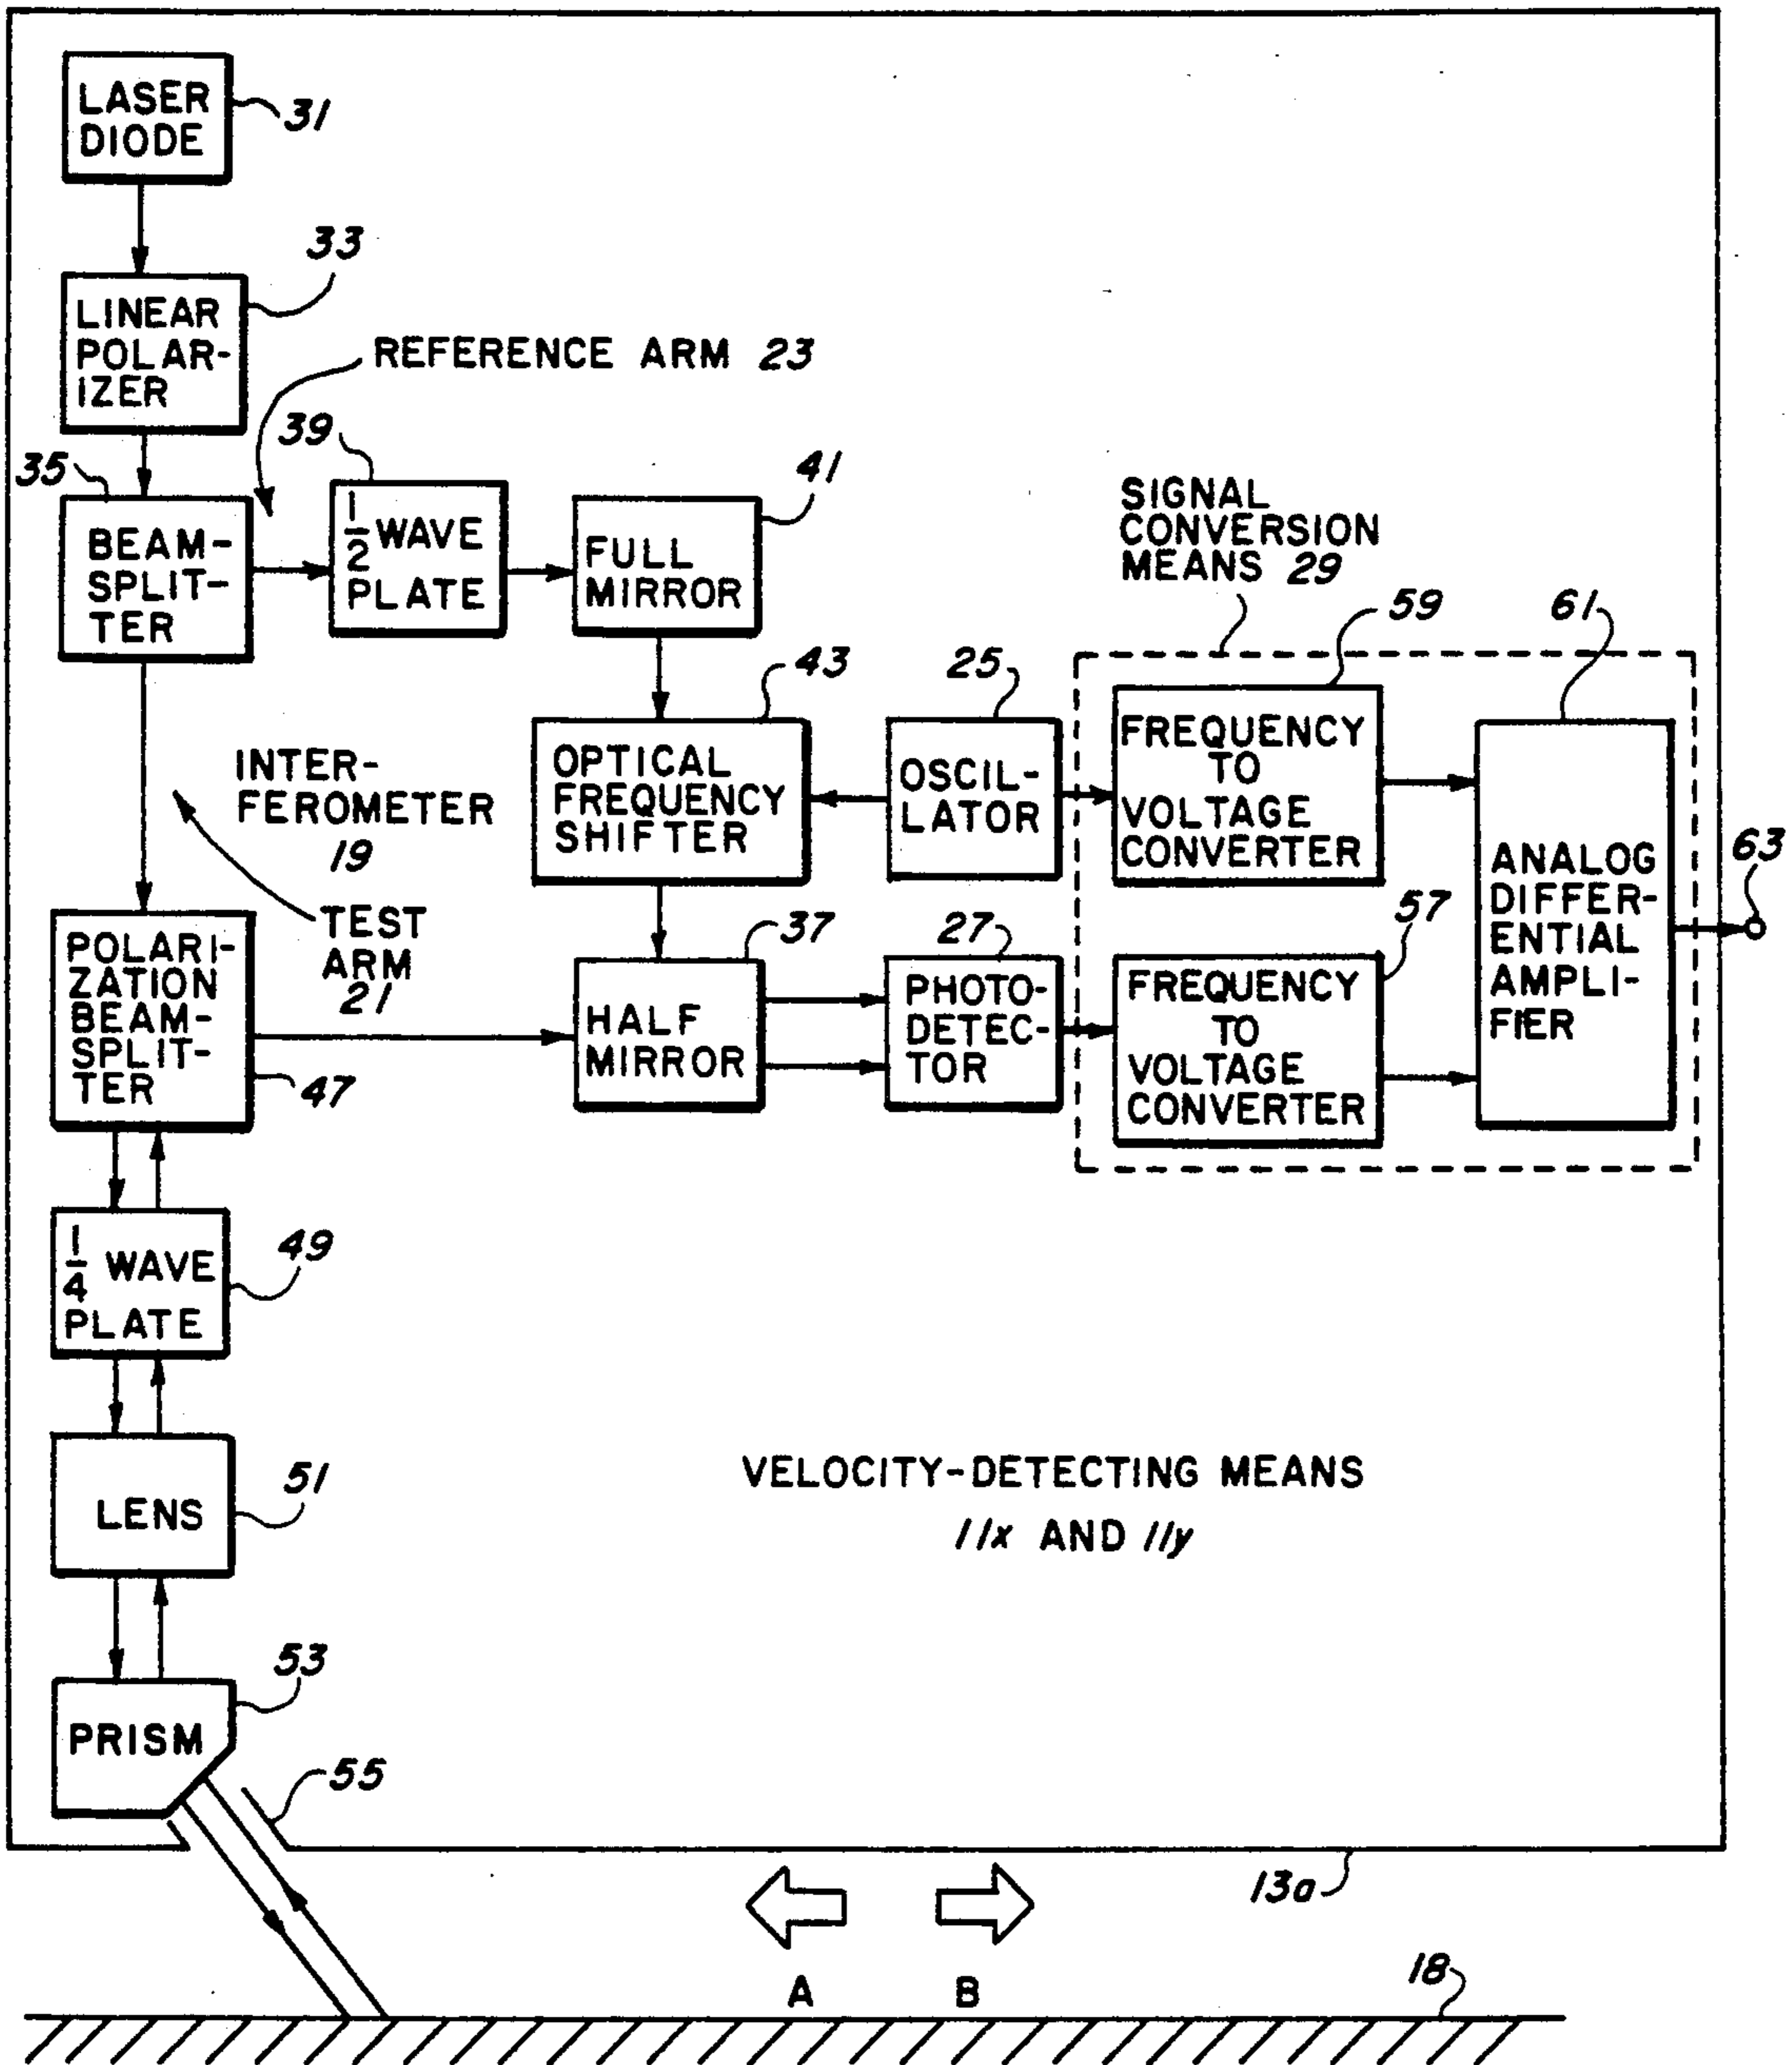 LASER
DIODE
31
33
LINEAR
POLAR-
IZER
REFERENCE ARM 23
39
35
41
BEAM-
SPLIT-
TER
1/2 WAVE
PLATE
FULL
MIRROR
SIGNAL
CONVERSION
MEANS 29
59
61
43
25
INTER-
FEROMETER
19
OPTICAL
FREQUENCY
SHIFTER
OSCIL-
LATOR
FREQUENCY
TO
VOLTAGE
CONVERTER
ANALOG
DIFFER-
ENTIAL
AMPLI-
FIER
63
TEST
ARM
21
POLARI-
ZATION
BEAM-
SPLIT-
TER
47
37
HALF
MIRROR
27
PHOTO-
DETEC-
TOR
57
FREQUENCY
TO
VOLTAGE
CONVERTER
1/4 WAVE
PLATE
49
LENS
51
VELOCITY-DETECTING MEANS
11x AND 11y
53
PRISM
55
13a
A
B
18